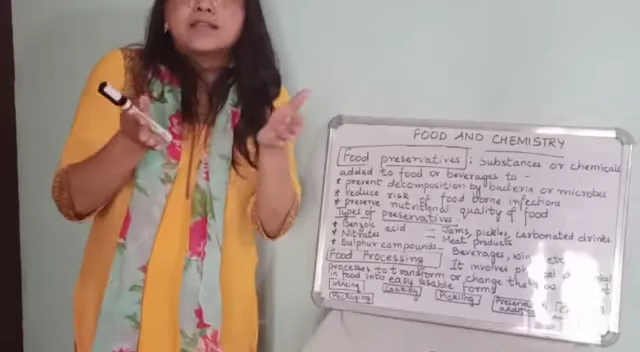 FOOD AND CHEMISTRY
Food preservatives : Substances or chemicals
added to food or beverages to -
* prevent decomposition by bacteria or microbes
* reduce risk of food borne infections
* preserve nutritional quality of food
Types of preservatives -
* Benzoic acid - Jams, pickles, carbonated drinks
* Nitrates - Meat products
* Sulphur compounds - Beverages,
Food Processing It involves
Processes to transform or change the
in food into easy usable form
Mincing Cooking Pickling
Packaging